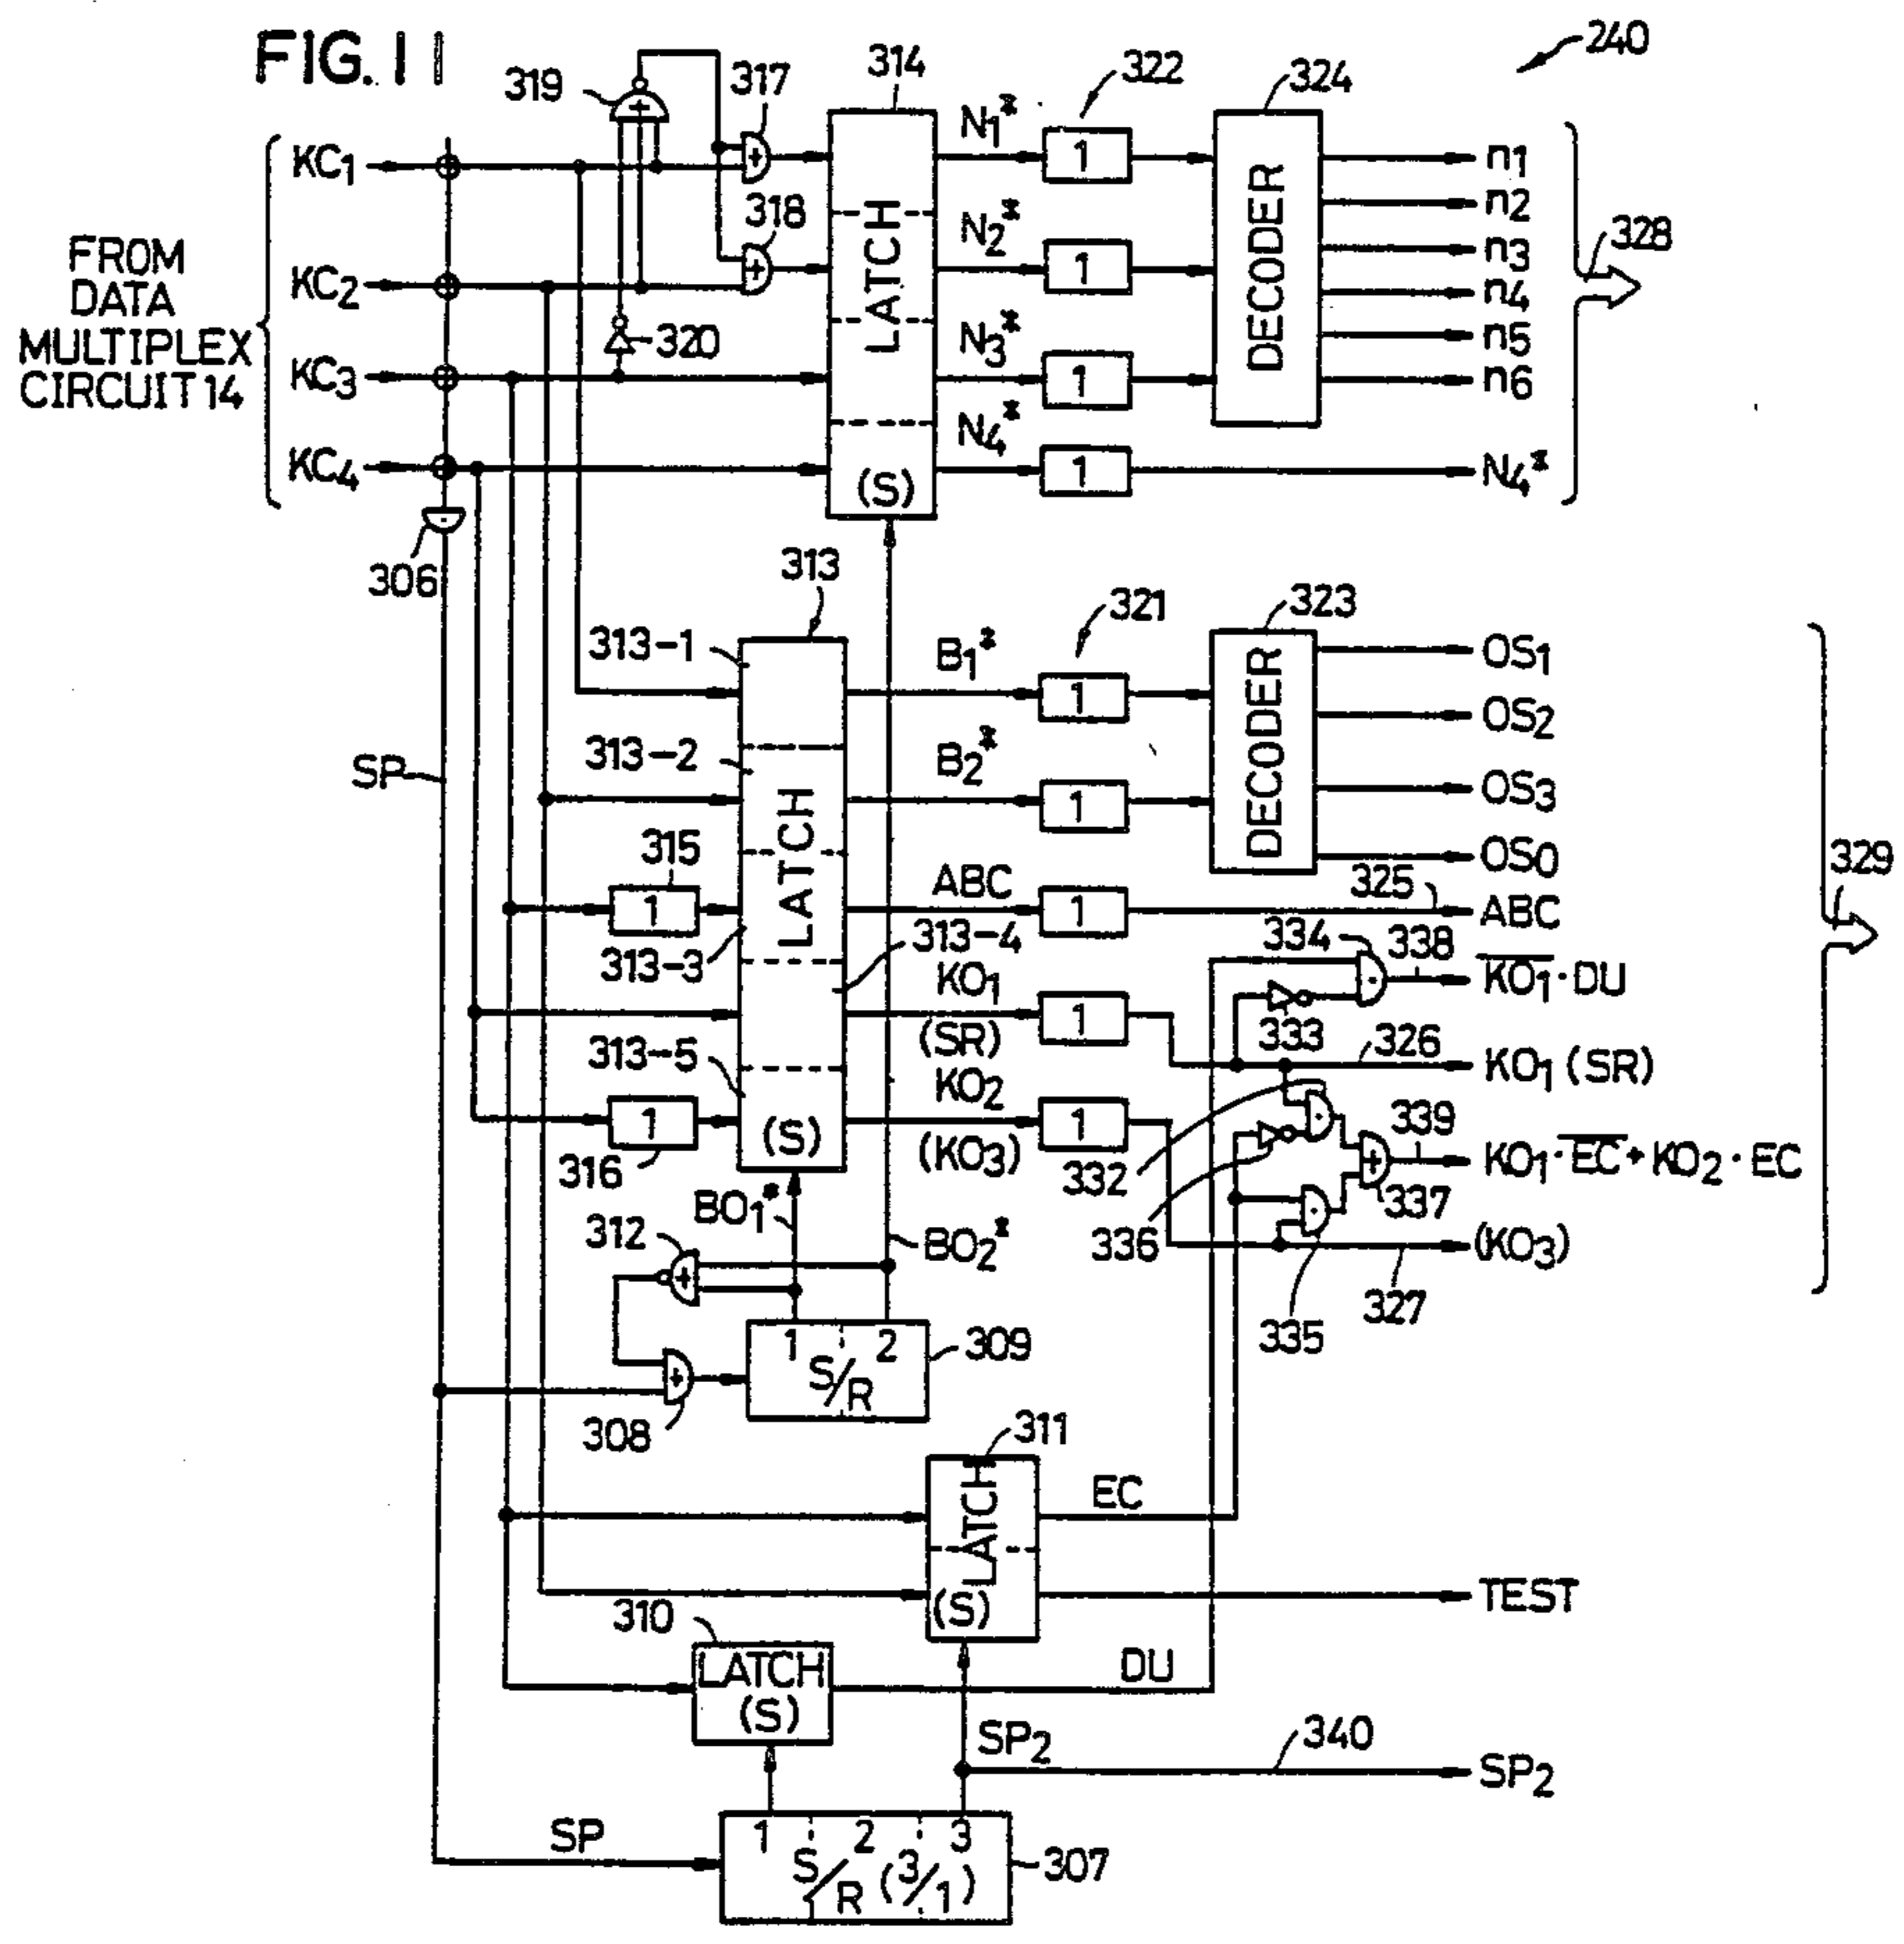 FIG. 11
240
319
317
314
322
324
KC1
N1*
1
n1
318
LATCH
DECODER
n2
FROM
DATA
MULTIPLEX
CIRCUIT 14
KC2
N2*
1
n3
328
n4
320
N3*
n5
KC3
1
n6
KC4
N4*
(S)
1
N4*
306
313
321
323
313-1
B1*
1
OS1
313-2
B2*
1
DECODER
OS2
SP
LATCH
OS3
315
1
ABC
1
OS0
325
ABC
329
313-3
313-4
334
338
KO1·DU
KO1
(SR)
1
333
326
KO1 (SR)
313-5
KO2
(KO3)
1
(S)
1
316
332
339
KO1·EC+KO2·EC
336
337
BO1*
BO2*
312
335
327
(KO3)
1 2
S/R
309
308
311
LATCH
(S)
EC
TEST
310
LATCH
(S)
DU
SP2
340
SP2
SP
1 2 3
S/R (3/1)
307